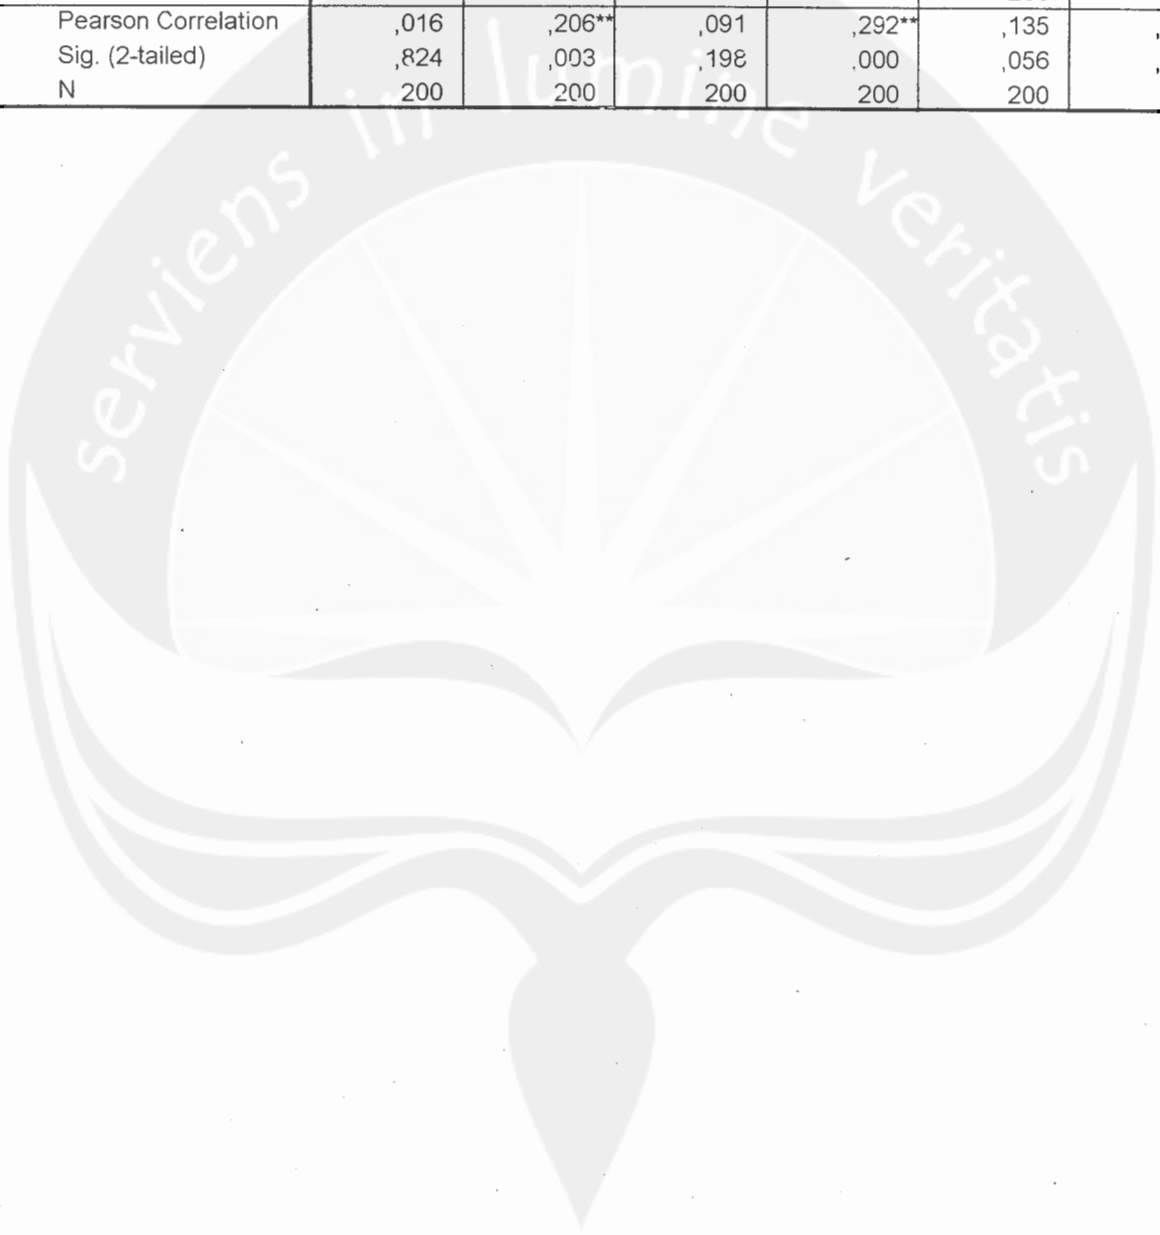 Pearson Correlation ,016 ,206** ,091 ,292** ,135 ,
Sig. (2-tailed) ,824 ,003 ,198 ,000 ,056 ,
N 200 200 200 200 200
serviens in lumine veritatis